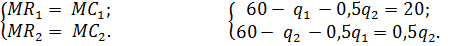 {MR₁ = MC₁; {60 − q₁ − 0,5q₂ = 20;
{MR₂ = MC₂. {60 − q₂ − 0,5q₁ = 0,5q₂.